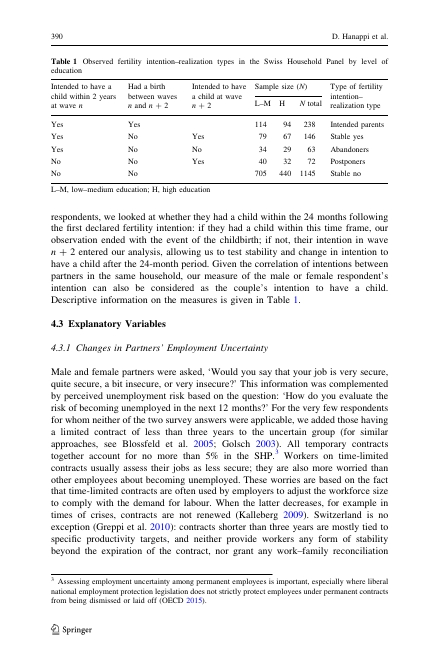 390 D. Hanappi et al.
Table 1 Observed fertility intention–realization types in the Swiss Household Panel by level of
education
Intended to have a child within 2 years at wave n | Had a birth between waves n and n + 2 | Intended to have a child at wave n + 2 | Sample size (N) L–M H N total | Type of fertility intention–realization type
Yes Yes 114 94 238 Intended parents
Yes No Yes 79 67 146 Stable yes
Yes No No 34 29 63 Abandoners
No No Yes 40 32 72 Postponers
No No 705 440 1145 Stable no
L–M, low–medium education; H, high education
respondents, we looked at whether they had a child within the 24 months following
the first declared fertility intention: if they had a child within this time frame, our
observation ended with the event of the childbirth; if not, their intention in wave
n + 2 entered our analysis, allowing us to test stability and change in intention to
have a child after the 24-month period. Given the correlation of intentions between
partners in the same household, our measure of the male or female respondent's
intention can also be considered as the couple's intention to have a child.
Descriptive information on the measures is given in Table 1.
4.3 Explanatory Variables
4.3.1 Changes in Partners' Employment Uncertainty
Male and female partners were asked, 'Would you say that your job is very secure,
quite secure, a bit insecure, or very insecure?' This information was complemented
by perceived unemployment risk based on the question: 'How do you evaluate the
risk of becoming unemployed in the next 12 months?' For the very few respondents
for whom neither of the two survey answers were applicable, we added those having
a limited contract of less than three years to the uncertain group (for similar
approaches, see Blossfeld et al. 2005; Golsch 2003). All temporary contracts
together account for no more than 5% in the SHP.3 Workers on time-limited
contracts usually assess their jobs as less secure; they are also more worried than
others employees about becoming unemployed. These worries are based on the fact
that time-limited contracts are often used by employers to adjust the workforce size
to comply with the demand for labour. When the latter decreases, for example in
times of crises, contracts are not renewed (Kalleberg 2009). Switzerland is no
exception (Greppi et al. 2010): contracts shorter than three years are mostly tied to
specific productivity targets, and neither provide workers any form of stability
beyond the expiration of the contract, nor grant any work–family reconciliation
3 Assessing employment uncertainty among permanent employees is important, especially where liberal
national employment protection legislation does not strictly protect employees under permanent contracts
from being dismissed or laid off (OECD 2015).
Springer